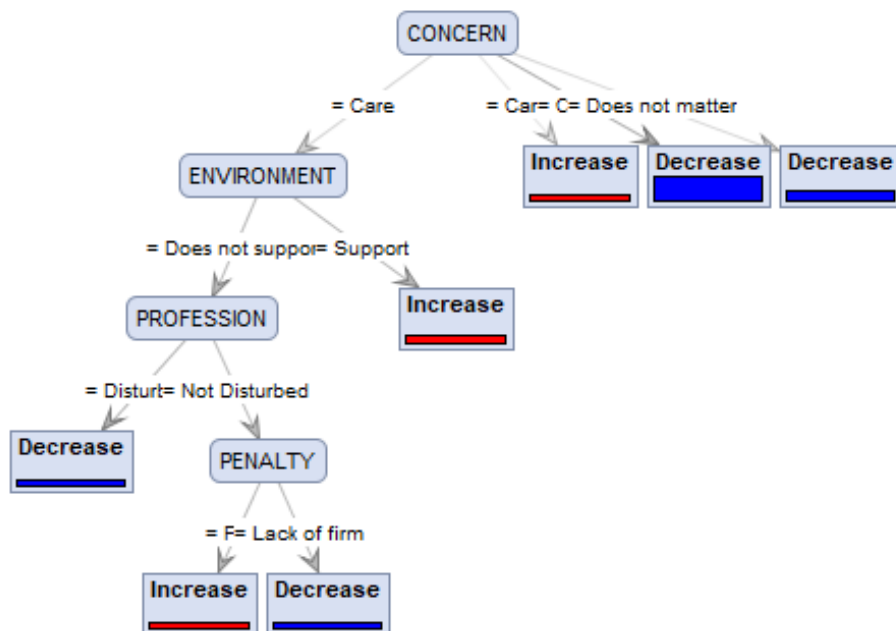 CONCERN
= Care
= Car= C= Does not matter
ENVIRONMENT
Increase
Decrease
Decrease
= Does not suppor= Support
PROFESSION
Increase
= Disturt= Not Disturbed
Decrease
PENALTY
= F= Lack of firm
Increase
Decrease